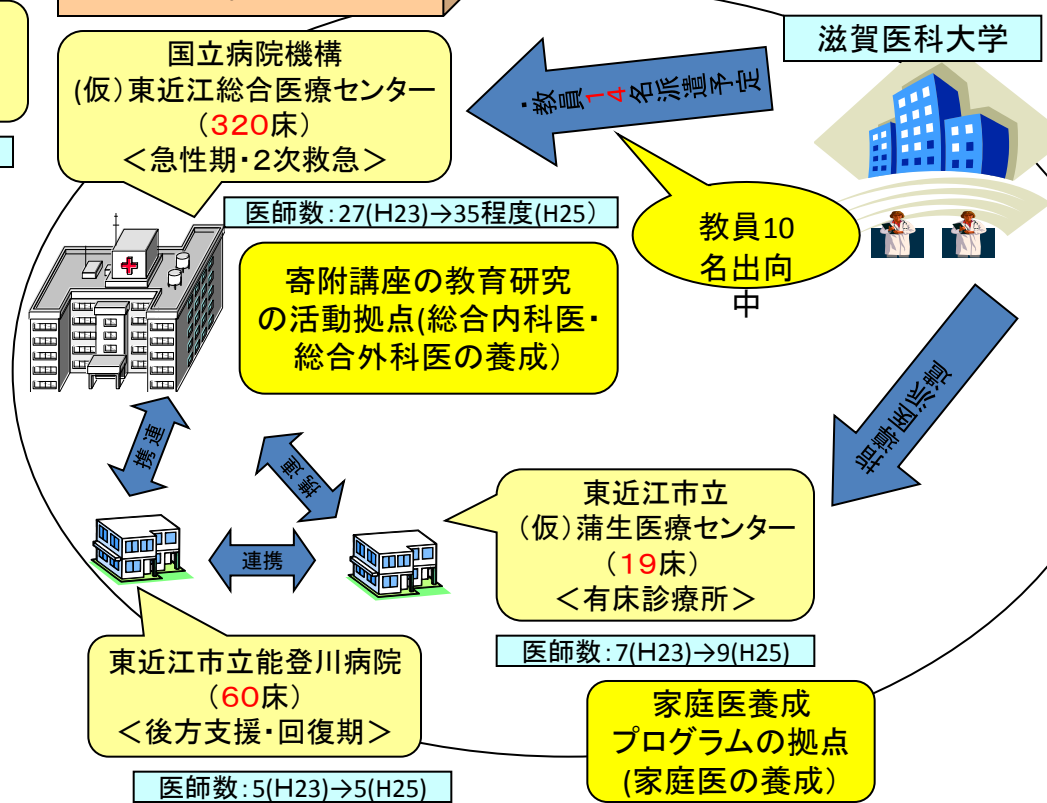 滋賀医科大学
国立病院機構
(仮)東近江総合医療センター
（320床）
＜急性期・２次救急＞
・教員１４名派遣予定
医師数：27(H23)→35程度(H25）
教員10
名出向
中
寄附講座の教育研究
の活動拠点(総合内科医・
総合外科医の養成）
指導医派遣
携連
携連
連携
東近江市立
（仮）蒲生医療センター
（19床）
＜有床診療所＞
医師数：7(H23)→9(H25)
東近江市立能登川病院
（60床）
＜後方支援・回復期＞
医師数：5(H23)→5(H25)
家庭医養成
プログラムの拠点
(家庭医の養成）